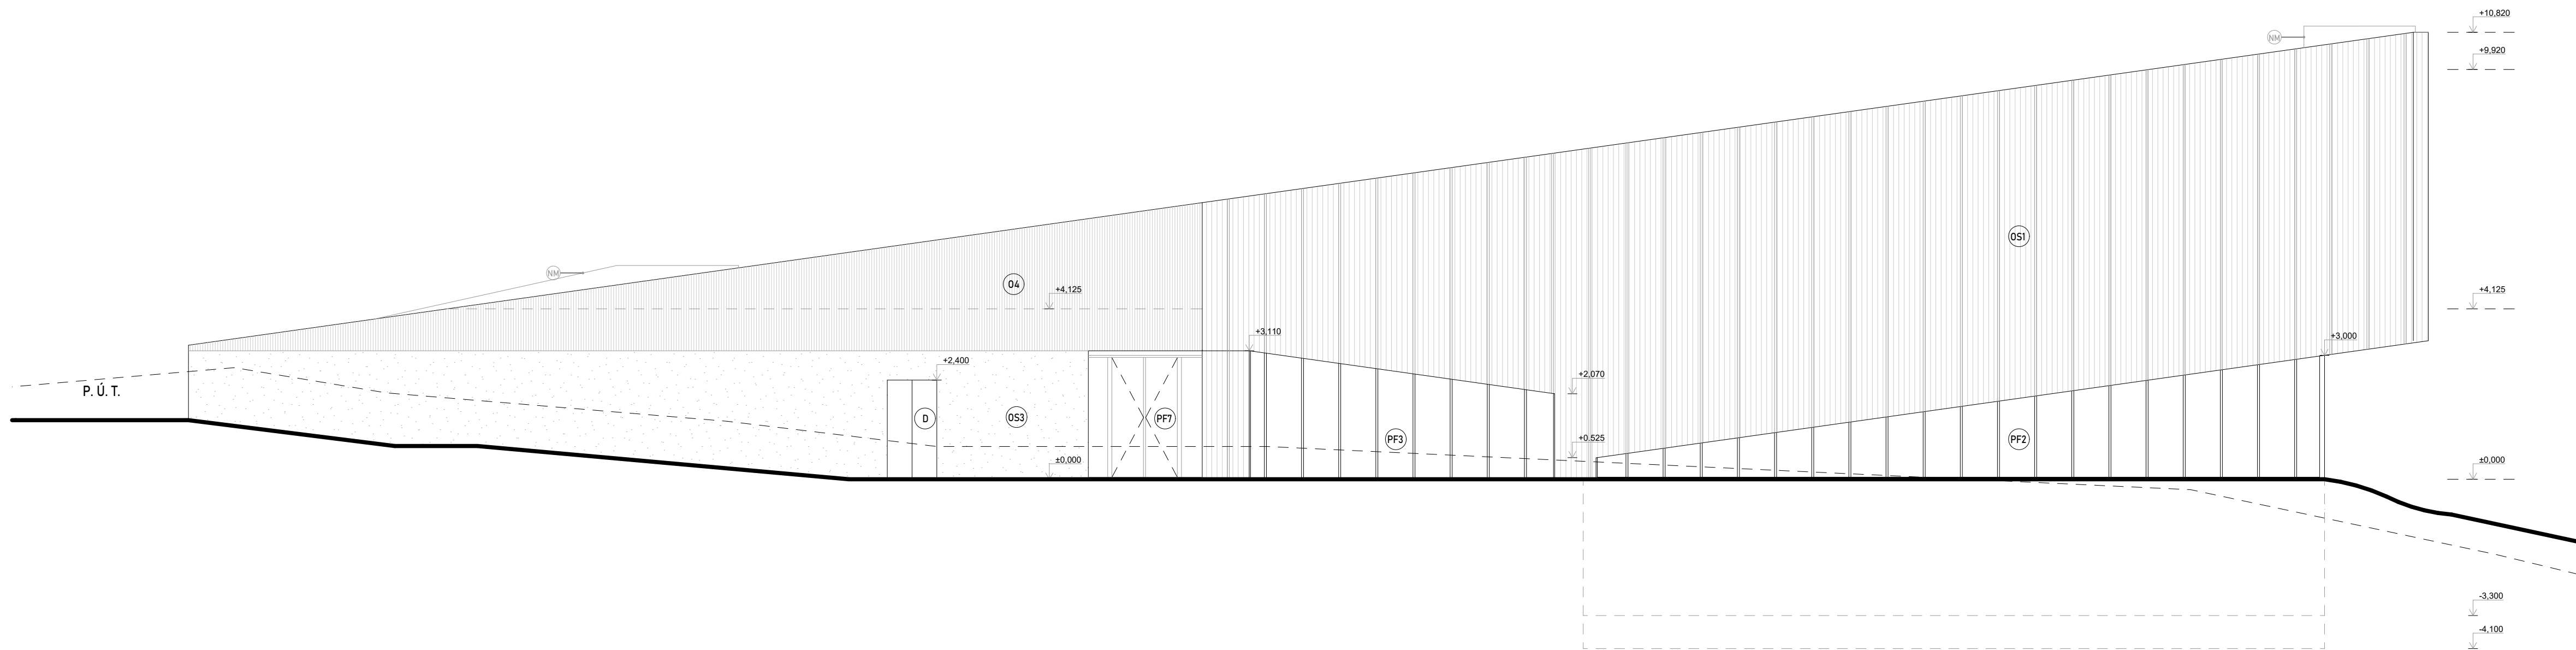 +10,820
NM
+9,920
OS1
NM
O4
+4,125
+4,125
+3,110
+3,000
+2,400
+2,070
P. Ú. T.
D
OS3
PF7
PF3
+0.525
PF2
±0,000
±0,000
-3,300
-4,100